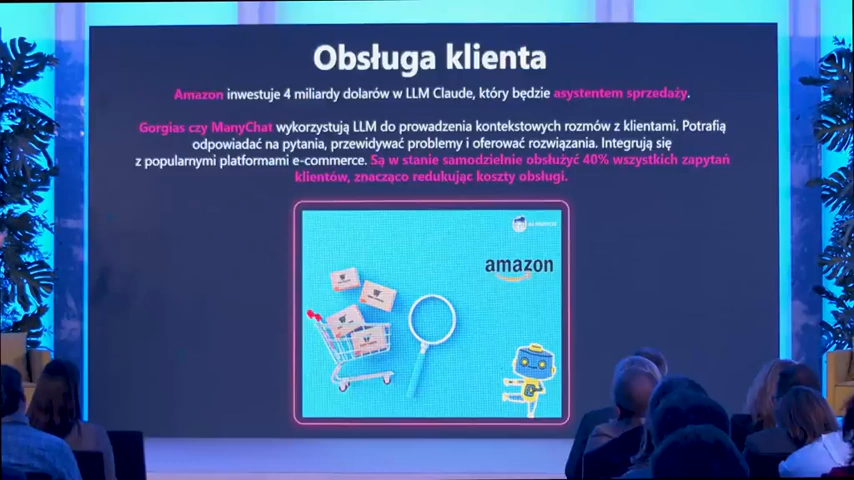 Obsługa klienta
Amazon inwestuje 4 miliardy dolarów w LLM Claude, który będzie asystentem sprzedaży.
Gorgias czy ManyChat wykorzystują LLM do prowadzenia kontekstowych rozmów z klientami. Potrafią
odpowiadać na pytania, przewidywać problemy i oferować rozwiązania. Integrują się
z popularnymi platformami e-commerce. Są w stanie samodzielnie obsłużyć 40% wszystkich zapytań
klientów, znacząco redukując koszty obsługi.
amazon